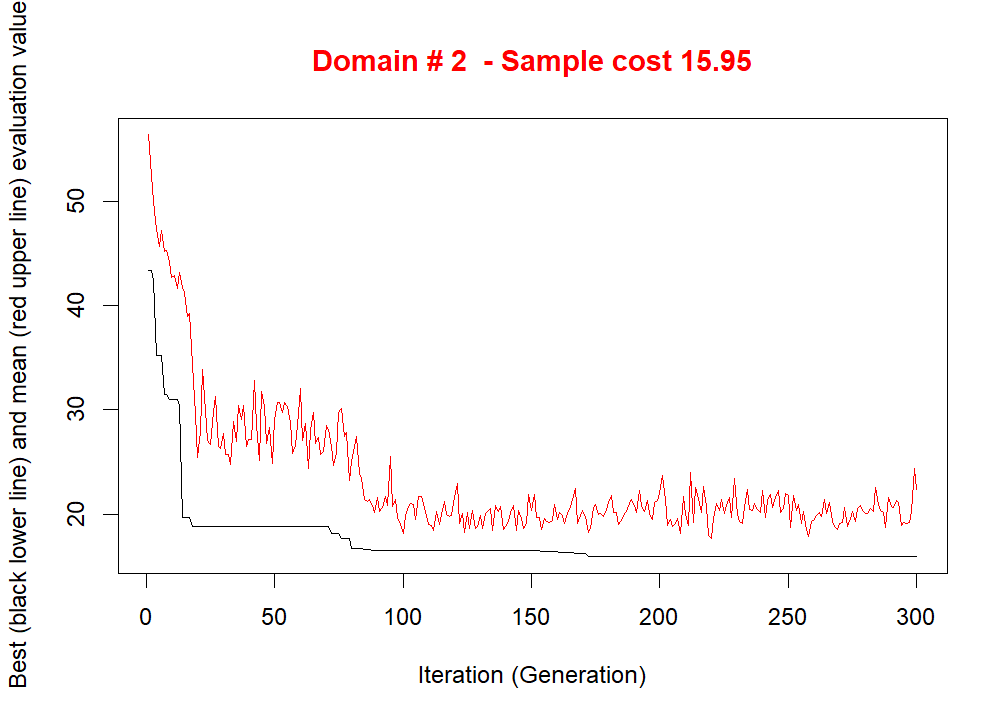 Domain # 2  - Sample cost 15.95
Best (black lower line) and mean (red upper line) evaluation value
50
40
30
20
0 50 100 150 200 250 300
Iteration (Generation)